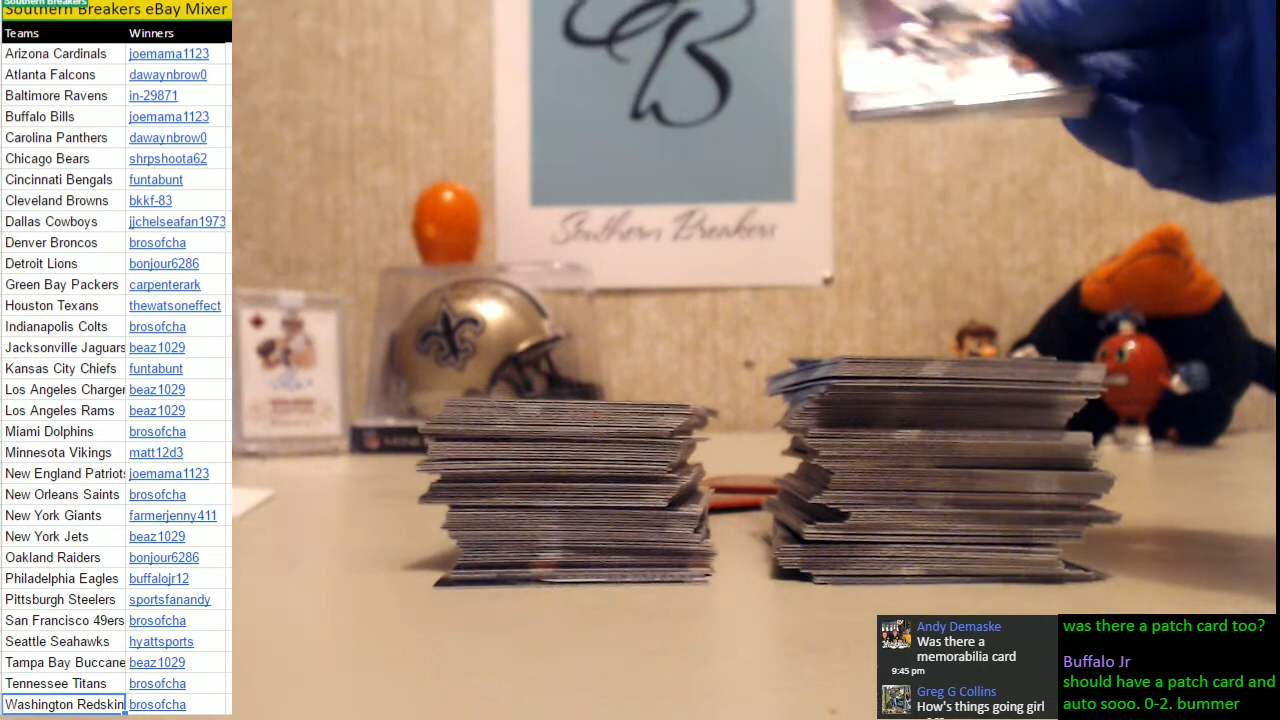 Southern Breakers
Southern Breakers eBay Mixer
Teams Winners
Arizona Cardinals joemama1123
Atlanta Falcons dawaynbrow0
Baltimore Ravens in-29871
Buffalo Bills joemama1123
Carolina Panthers dawaynbrow0
Chicago Bears shrpshoota62
Cincinnati Bengals funtabunt
Cleveland Browns bkkf-83
Dallas Cowboys jjchelseafan1973
Denver Broncos brosofcha
Detroit Lions bonjour6286
Green Bay Packers carpenterark
Houston Texans thewatsoneffect
Indianapolis Colts brosofcha
Jacksonville Jaguars beaz1029
Kansas City Chiefs funtabunt
Los Angeles Charger beaz1029
Los Angeles Rams beaz1029
Miami Dolphins brosofcha
Minnesota Vikings matt12d3
New England Patriots joemama1123
New Orleans Saints brosofcha
New York Giants farmerjenny411
New York Jets beaz1029
Oakland Raiders bonjour6286
Philadelphia Eagles buffalojr12
Pittsburgh Steelers sportsfanandy
San Francisco 49ers brosofcha
Seattle Seahawks hyattsports
Tampa Bay Buccane beaz1029
Tennessee Titans brosofcha
Washington Redskin brosofcha
B
Southern Breakers
Andy Demaske
Was there a
memorabilia card
9:45 pm
Greg G Collins
How's things going girl
was there a patch card too?
Buffalo Jr
should have a patch card and
auto sooo. 0-2. bummer